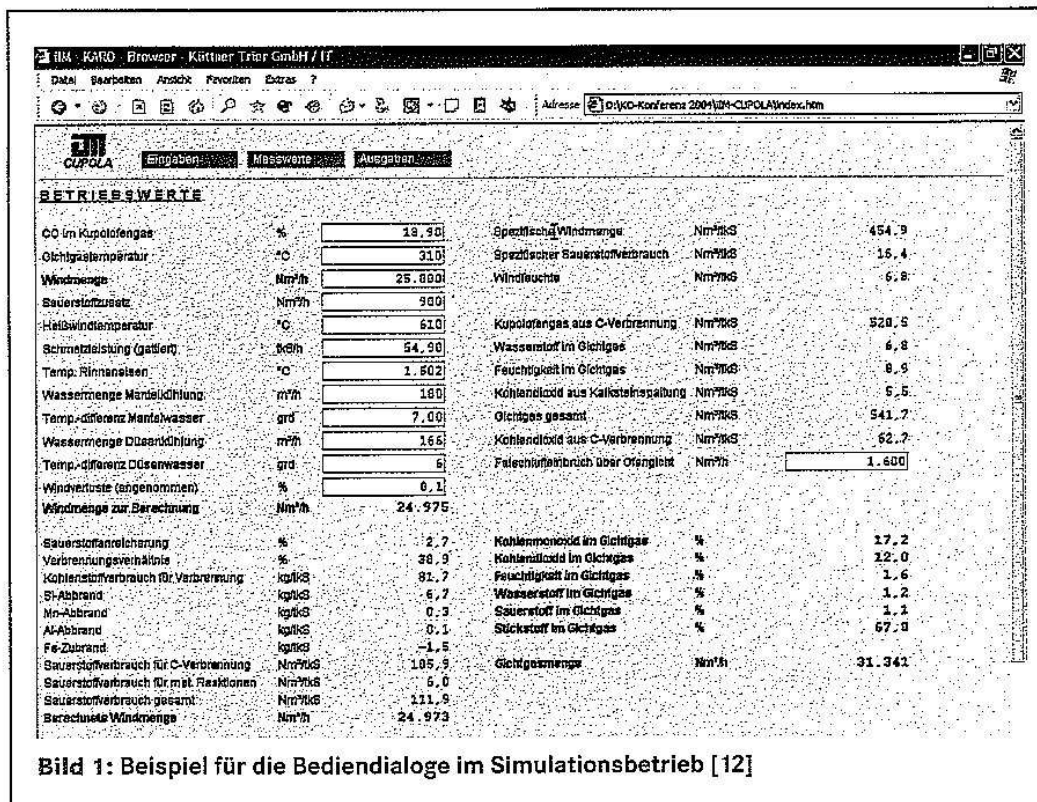 IIM - KARO - Browser - Küttner Trier GmbH / IT
Datei Bearbeiten Ansicht Favoriten Extras ?
Adresse D:\KO-Konferenz 2004\IIM-CUPOLA\index.htm
CUPOLA Eingaben Messwerte Ausgaben
BETRIEBSWERTE
CO im Kupolofengas % 18,90
Gichtgastemperatur °C 310
Windmenge Nm³/h 25.000
Sauerstoffzusatz Nm³/h 900
Heißwindtemperatur °C 610
Schmelzleistung (gattiert) tkS/h 54,90
Temp. Rinneneisen °C 1.502
Wassermenge Mantelkühlung m³/h 180
Temp.-differenz Mantelwasser grd 7,00
Wassermenge Düsenkühlung m³/h 166
Temp.-differenz Düsenwasser grd 6
Windverluste (angenommen) % 0,1
Windmenge zur Berechnung Nm³/h 24.975
Sauerstoffanreicherung % 2,7
Verbrennungsverhältnis % 38,9
Kohlenstoffverbrauch für Verbrennung kg/tkS 81,7
Si-Abbrand kg/tkS 6,7
Mn-Abbrand kg/tkS 0,3
Al-Abbrand kg/tkS 0,1
Fe-Zubrand kg/tkS -1,5
Sauerstoffverbrauch für C-Verbrennung Nm³/tkS 105,9
Sauerstoffverbrauch für met. Reaktionen Nm³/tkS 6,0
Sauerstoffverbrauch gesamt Nm³/tkS 111,9
Berechnete Windmenge Nm³/h 24.973
Spezifische Windmenge Nm³/tkS 454,9
Spezifischer Sauerstoffverbrauch Nm³/tkS 16,4
Windfeuchte Nm³/tkS 6,8
Kupolofengas aus C-Verbrennung Nm³/tkS 520,5
Wasserstoff im Gichtgas Nm³/tkS 6,8
Feuchtigkeit im Gichtgas Nm³/tkS 8,9
Kohlendioxid aus Kalksteinspaltung Nm³/tkS 5,5
Gichtgas gesamt Nm³/tkS 541,7
Kohlendioxid aus C-Verbrennung Nm³/tkS 62,7
Falschlufteinbruch über Ofengicht Nm³/h 1.600
Kohlenmonoxid im Gichtgas % 17,2
Kohlendioxid im Gichtgas % 12,0
Feuchtigkeit im Gichtgas % 1,6
Wasserstoff im Gichtgas % 1,2
Sauerstoff im Gichtgas % 1,1
Stickstoff im Gichtgas % 67,0
Gichtgasmenge Nm³/h 31.341
Bild 1: Beispiel für die Bediendialoge im Simulationsbetrieb [12]